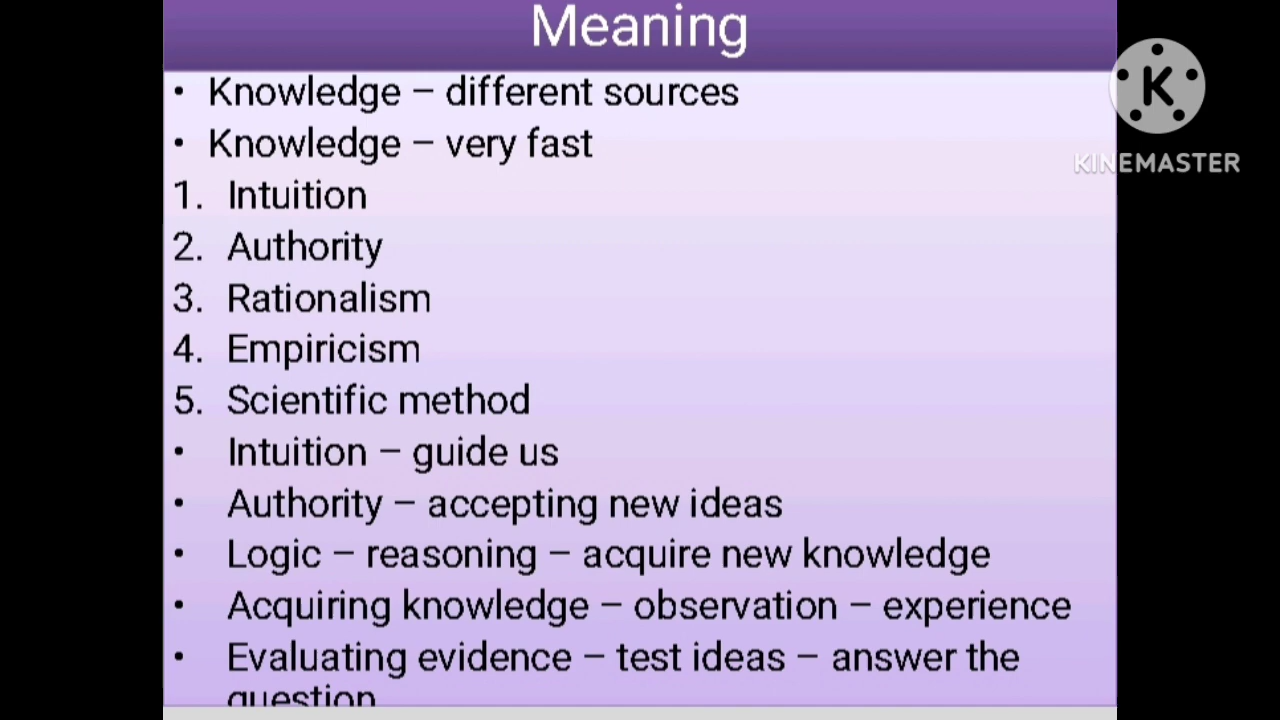 Meaning
• Knowledge – different sources
• Knowledge – very fast
1. Intuition
2. Authority
3. Rationalism
4. Empiricism
5. Scientific method
• Intuition – guide us
• Authority – accepting new ideas
• Logic – reasoning – acquire new knowledge
• Acquiring knowledge – observation – experience
• Evaluating evidence – test ideas – answer the
question
K
KINEMASTER